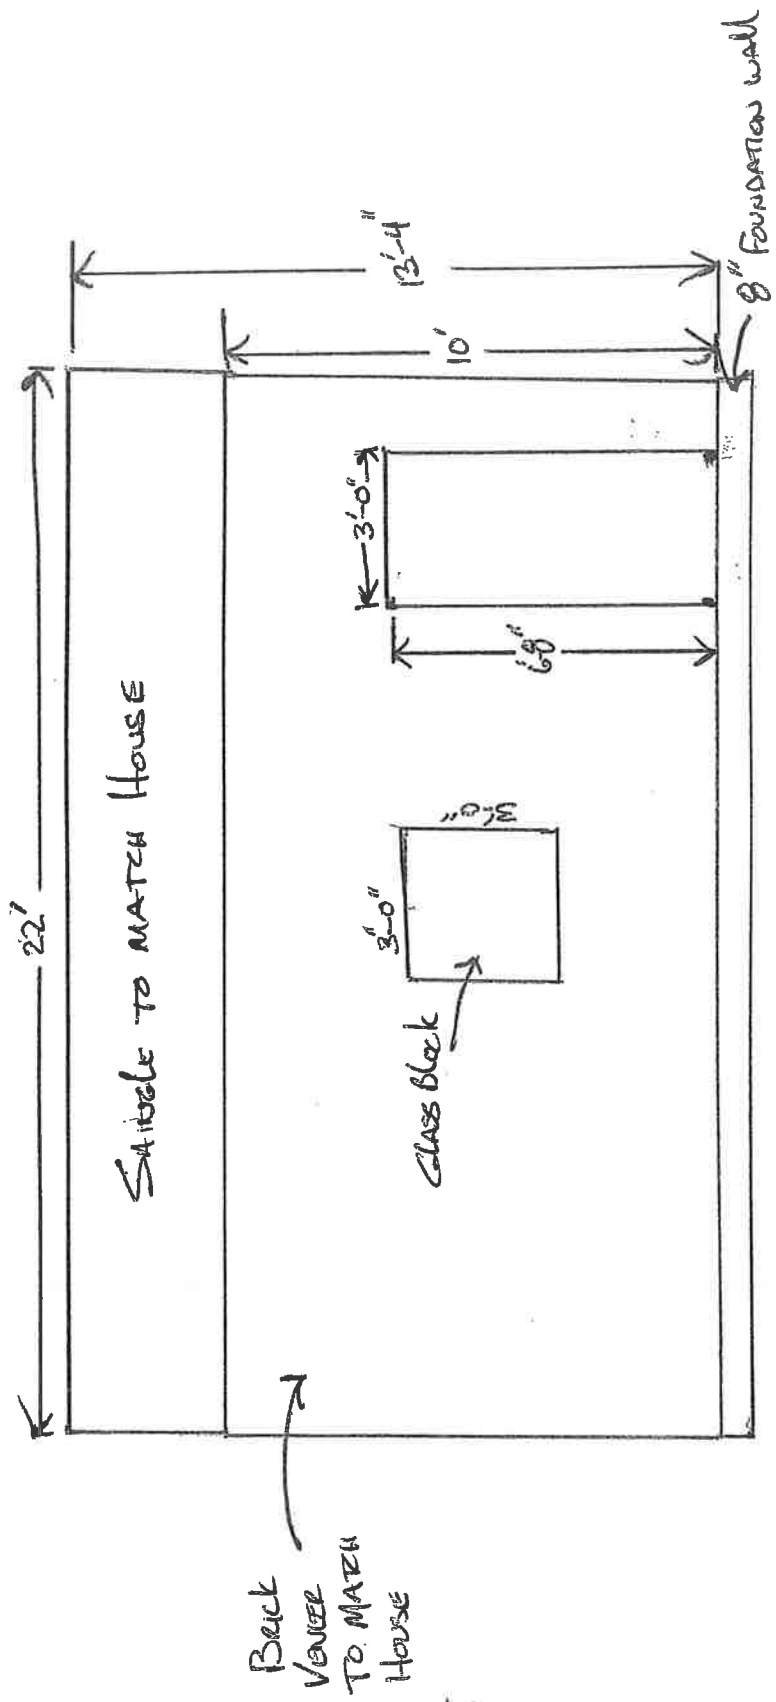 22'
SHINGLE TO MATCH HOUSE
13'-4"
10'
3'-0"
6'8"
3'-0"
3'-0"
GLASS Block
BRICK
VENEER
TO MATCH
HOUSE
8" FOUNDATION WALL